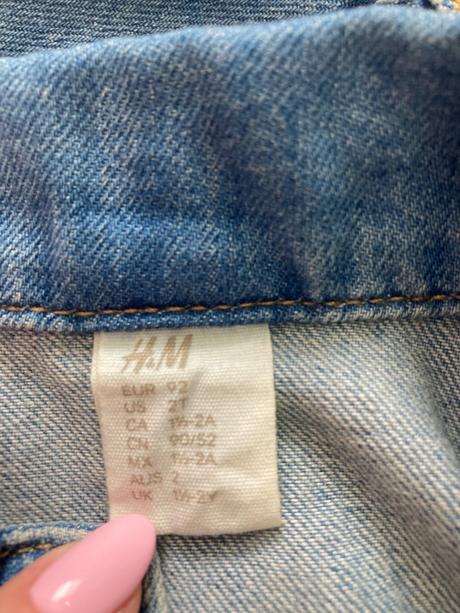 H&M
EUR 92
US 2T
CA 1½-2A
CN 90/52
MX 1½-2A
AUS 2
UK 1½-2Y